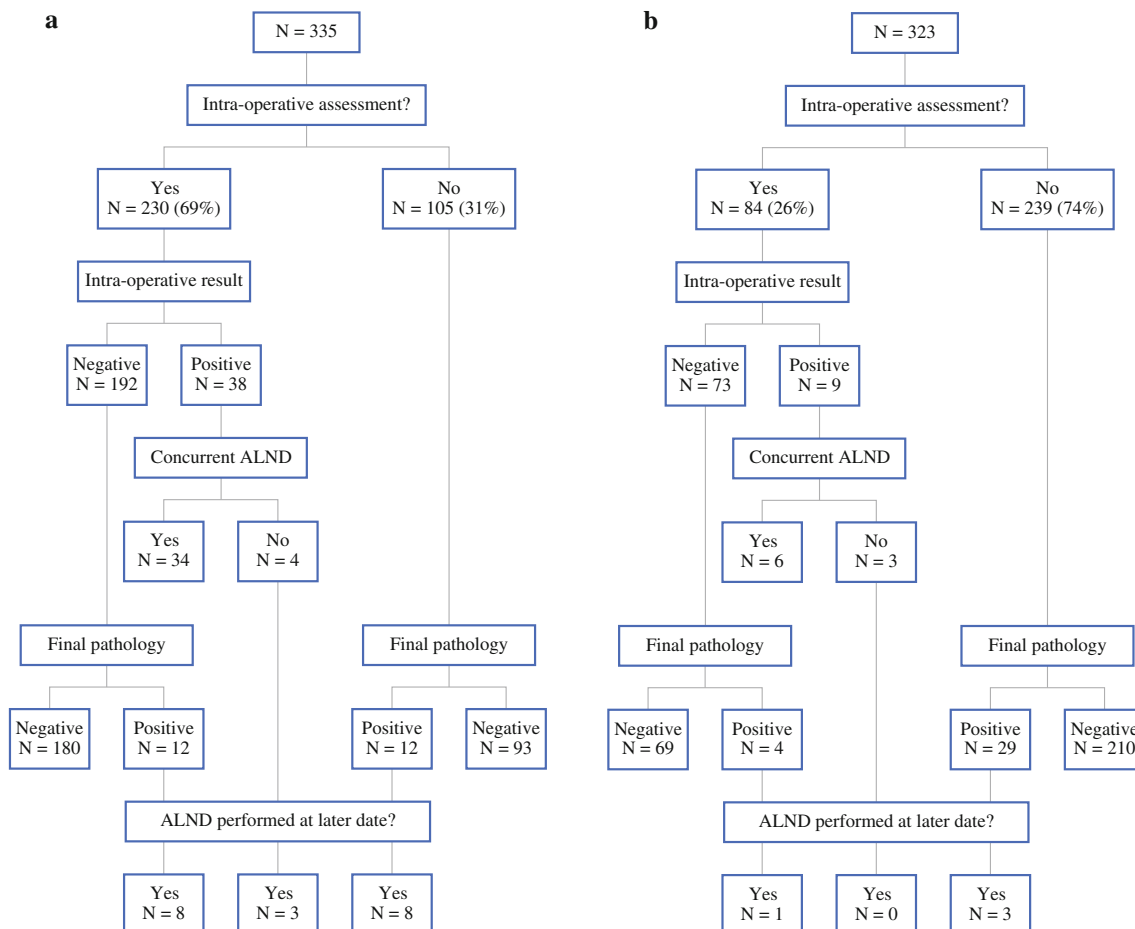 a
N = 335
Intra-operative assessment?
Yes
N = 230 (69%)
No
N = 105 (31%)
Intra-operative result
Negative
N = 192
Positive
N = 38
Concurrent ALND
Yes
N = 34
No
N = 4
Final pathology
Final pathology
Negative
N = 180
Positive
N = 12
Positive
N = 12
Negative
N = 93
ALND performed at later date?
Yes
N = 8
Yes
N = 3
Yes
N = 8
b
N = 323
Intra-operative assessment?
Yes
N = 84 (26%)
No
N = 239 (74%)
Intra-operative result
Negative
N = 73
Positive
N = 9
Concurrent ALND
Yes
N = 6
No
N = 3
Final pathology
Final pathology
Negative
N = 69
Positive
N = 4
Positive
N = 29
Negative
N = 210
ALND performed at later date?
Yes
N = 1
Yes
N = 0
Yes
N = 3